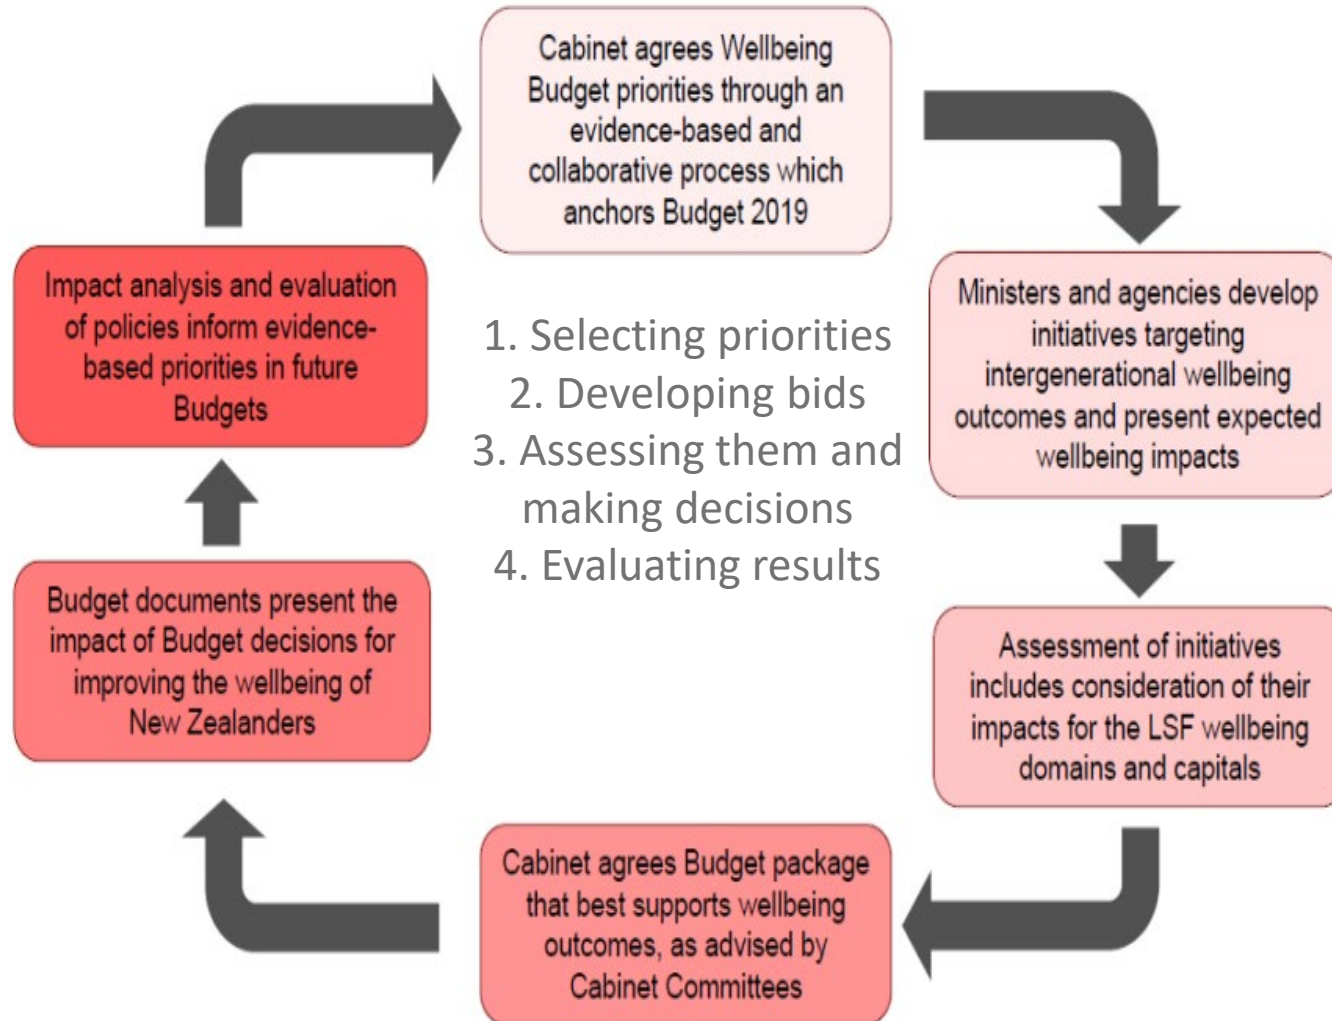 Cabinet agrees Wellbeing
Budget priorities through an
evidence-based and
collaborative process which
anchors Budget 2019
Ministers and agencies develop
initiatives targeting
intergenerational wellbeing
outcomes and present expected
wellbeing impacts
Assessment of initiatives
includes consideration of their
impacts for the LSF wellbeing
domains and capitals
Cabinet agrees Budget package
that best supports wellbeing
outcomes, as advised by
Cabinet Committees
Budget documents present the
impact of Budget decisions for
improving the wellbeing of
New Zealanders
Impact analysis and evaluation
of policies inform evidence-
based priorities in future
Budgets
1. Selecting priorities
2. Developing bids
3. Assessing them and
making decisions
4. Evaluating results